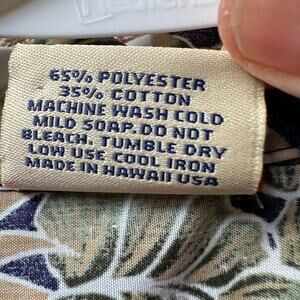 65% POLYESTER
35% COTTON
MACHINE WASH COLD
MILD SOAP. DO NOT
BLEACH. TUMBLE DRY
LOW USE COOL IRON
MADE IN HAWAII USA